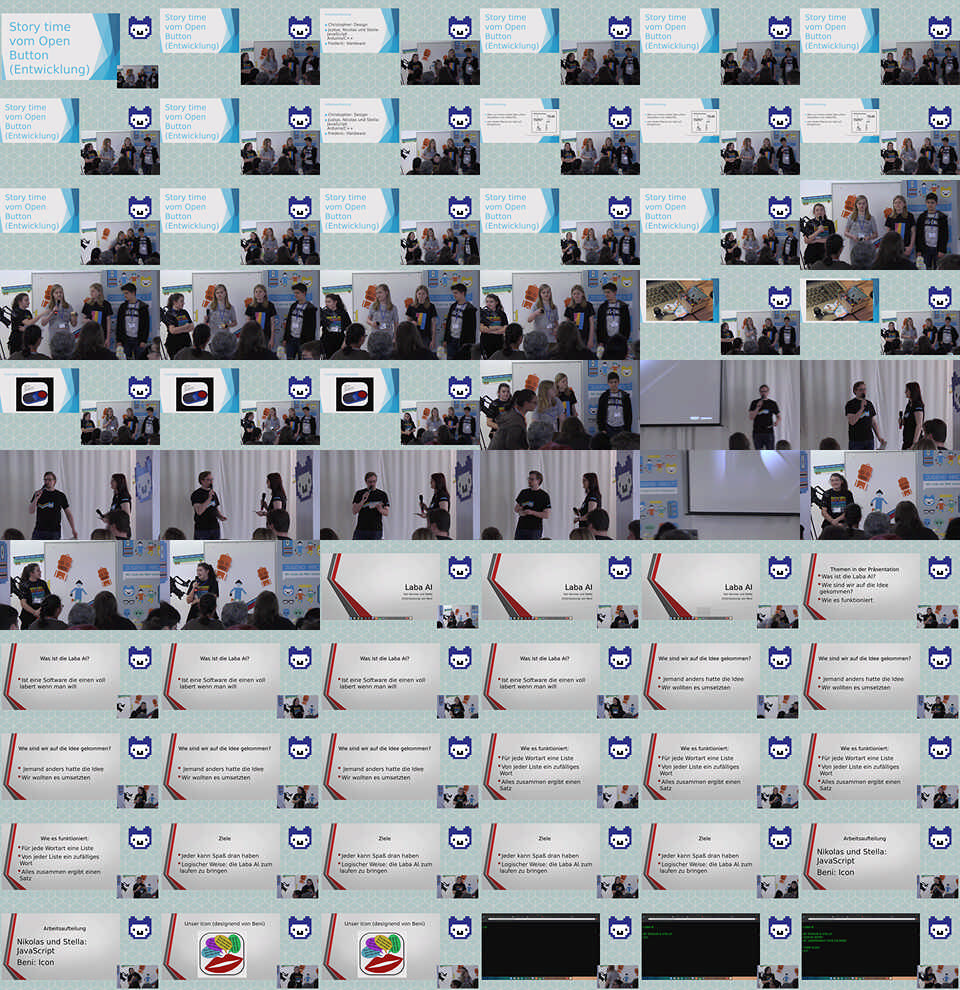 Story time
vom Open
Button
(Entwicklung)
Story time
vom Open
Button
(Entwicklung)
Christopher: Design
Justus, Nicolas und Stella:
JavaScript
Arduino/C++
Frederic: Hardware
Story time
vom Open
Button
(Entwicklung)
Story time
vom Open
Button
(Entwicklung)
Story time
vom Open
Button
(Entwicklung)
Story time
vom Open
Button
(Entwicklung)
Story time
vom Open
Button
(Entwicklung)
Christopher: Design
Justus, Nicolas und Stella:
JavaScript
Arduino/C++
Frederic: Hardware
Story time
vom Open
Button
(Entwicklung)
Story time
vom Open
Button
(Entwicklung)
Story time
vom Open
Button
(Entwicklung)
Story time
vom Open
Button
(Entwicklung)
Story time
vom Open
Button
(Entwicklung)
Laba AI
Laba AI
Laba AI
Themen in der Präsentation
Was ist die Laba AI?
Wie sind wir auf die Idee
gekommen?
Wie es funktioniert
Was ist die Laba AI?
Ist eine Software die einen voll
labert wenn man will
Was ist die Laba AI?
Ist eine Software die einen voll
labert wenn man will
Was ist die Laba AI?
Ist eine Software die einen voll
labert wenn man will
Was ist die Laba AI?
Ist eine Software die einen voll
labert wenn man will
Wie sind wir auf die Idee gekommen?
Jemand anders hatte die Idee
Wir wollten es umsetzten
Wie sind wir auf die Idee gekommen?
Jemand anders hatte die Idee
Wir wollten es umsetzten
Wie sind wir auf die Idee gekommen?
Jemand anders hatte die Idee
Wir wollten es umsetzten
Wie sind wir auf die Idee gekommen?
Jemand anders hatte die Idee
Wir wollten es umsetzten
Wie sind wir auf die Idee gekommen?
Jemand anders hatte die Idee
Wir wollten es umsetzten
Wie es funktioniert:
Für jede Wortart eine Liste
Von jeder Liste ein zufälliges
Wort
Alles zusammen ergibt einen
Satz
Wie es funktioniert:
Für jede Wortart eine Liste
Von jeder Liste ein zufälliges
Wort
Alles zusammen ergibt einen
Satz
Wie es funktioniert:
Für jede Wortart eine Liste
Von jeder Liste ein zufälliges
Wort
Alles zusammen ergibt einen
Satz
Wie es funktioniert:
Für jede Wortart eine Liste
Von jeder Liste ein zufälliges
Wort
Alles zusammen ergibt einen
Satz
Ziele
Jeder kann Spaß dran haben
Logischer Weise: die Laba AI zum
laufen zu bringen
Ziele
Jeder kann Spaß dran haben
Logischer Weise: die Laba AI zum
laufen zu bringen
Ziele
Jeder kann Spaß dran haben
Logischer Weise: die Laba AI zum
laufen zu bringen
Ziele
Jeder kann Spaß dran haben
Logischer Weise: die Laba AI zum
laufen zu bringen
Arbeitsaufteilung
Nikolas und Stella:
JavaScript
Beni: Icon
Arbeitsaufteilung
Nikolas und Stella:
JavaScript
Beni: Icon
Unser Icon (designend von Beni)
Unser Icon (designend von Beni)